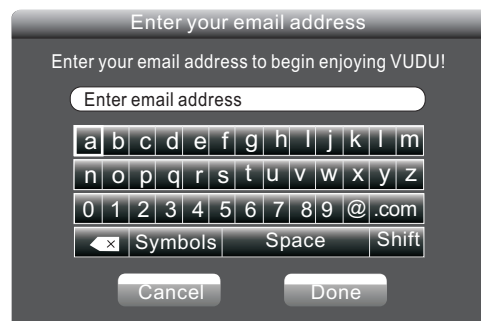 Enter your email address
Enter your email address to begin enjoying VUDU!
Enter email address
a b c d e f g h l j k l m
n o p q r s t u v w x y z
0 1 2 3 4 5 6 7 8 9 @ .com
× Symbols Space Shift
Cancel Done